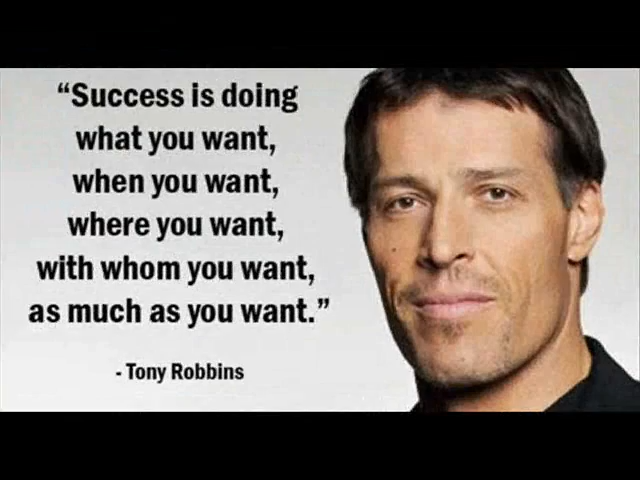 “Success is doing
what you want,
when you want,
where you want,
with whom you want,
as much as you want.”
- Tony Robbins